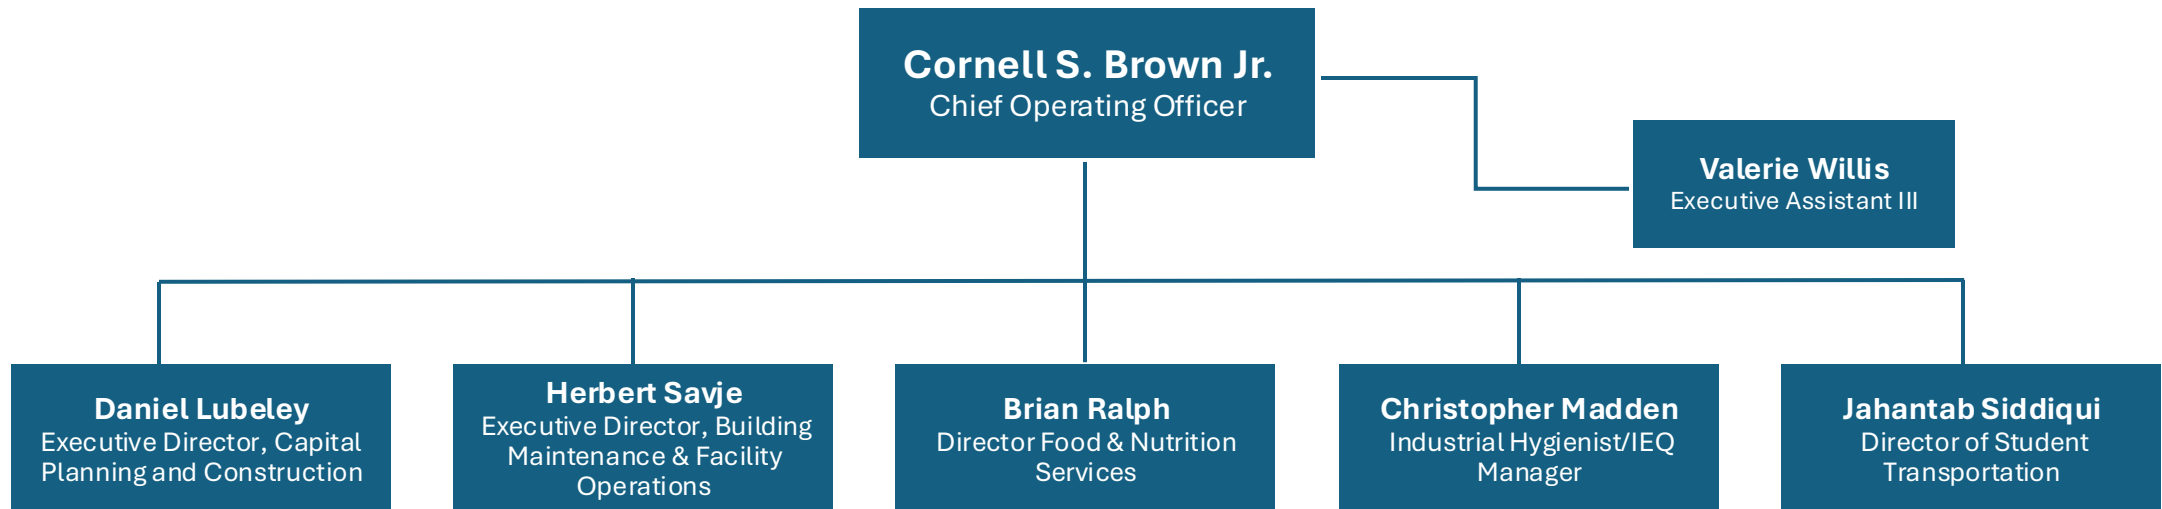 Cornell S. Brown Jr.
Chief Operating Officer
Valerie Willis
Executive Assistant III
Daniel Lubeley
Executive Director, Capital
Planning and Construction
Herbert Savje
Executive Director, Building
Maintenance & Facility
Operations
Brian Ralph
Director Food & Nutrition
Services
Christopher Madden
Industrial Hygienist/IEQ
Manager
Jahantab Siddiqui
Director of Student
Transportation